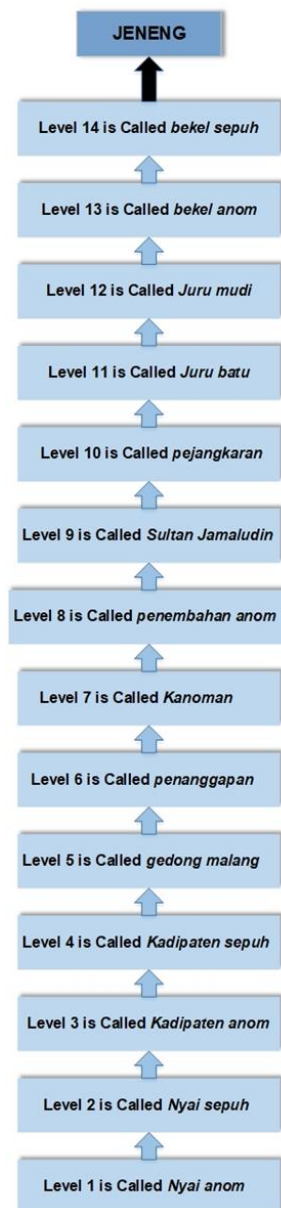 JENENG
Level 14 is Called bekel sepuh
Level 13 is Called bekel anom
Level 12 is Called Juru mudi
Level 11 is Called Juru batu
Level 10 is Called pejangkaran
Level 9 is Called Sultan Jamaludin
Level 8 is Called penembahan anom
Level 7 is Called Kanoman
Level 6 is Called penanggapan
Level 5 is Called gedong malang
Level 4 is Called Kadipaten sepuh
Level 3 is Called Kadipaten anom
Level 2 is Called Nyai sepuh
Level 1 is Called Nyai anom